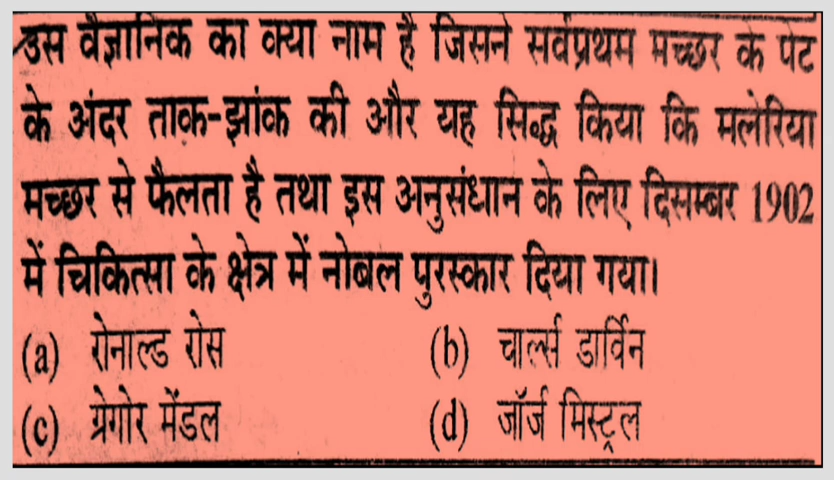 उस वैज्ञानिक का क्या नाम है जिसने सर्वप्रथम मच्छर के पेट
के अंदर ताक-झांक की और यह सिद्ध किया कि मलेरिया
मच्छर से फैलता है तथा इस अनुसंधान के लिए दिसम्बर 1902
में चिकित्सा के क्षेत्र में नोबल पुरस्कार दिया गया।
(a) रोनाल्ड रोस (b) चार्ल्स डार्विन
(c) ग्रेगोर मेंडल (d) जॉर्ज मिस्ट्रल